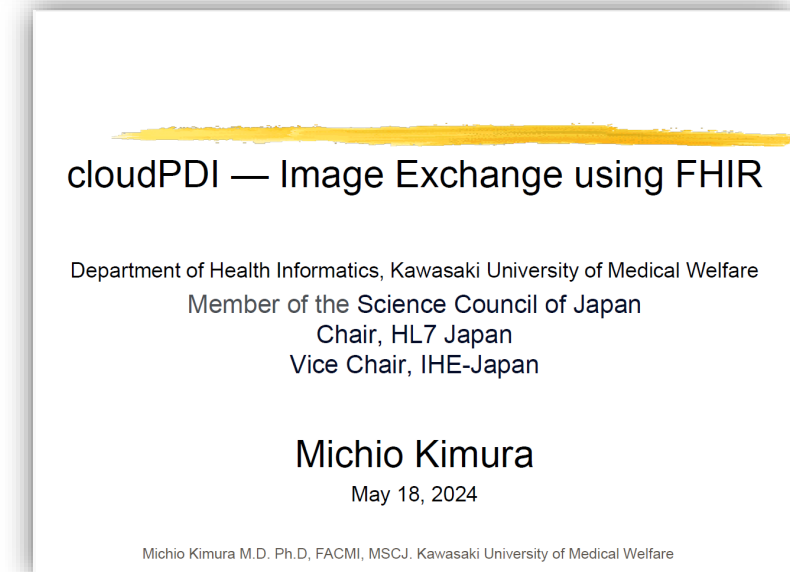 cloudPDI — Image Exchange using FHIR
Department of Health Informatics, Kawasaki University of Medical Welfare
Member of the Science Council of Japan
Chair, HL7 Japan
Vice Chair, IHE-Japan
Michio Kimura
May 18, 2024
Michio Kimura M.D. Ph.D, FACMI, MSCJ. Kawasaki University of Medical Welfare